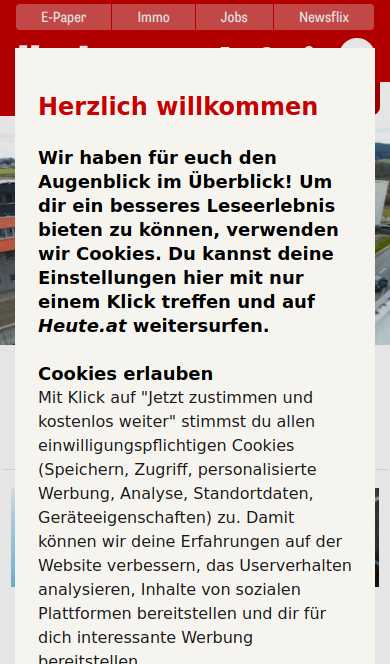 E-Paper
Immo
Jobs
Newsflix
Herzlich willkommen
Wir haben für euch den
Augenblick im Überblick! Um
dir ein besseres Leseerlebnis
bieten zu können, verwenden
wir Cookies. Du kannst deine
Einstellungen hier mit nur
einem Klick treffen und auf
Heute.at weitersurfen.
Cookies erlauben
Mit Klick auf "Jetzt zustimmen und
kostenlos weiter" stimmst du allen
einwilligungspflichtigen Cookies
(Speichern, Zugriff, personalisierte
Werbung, Analyse, Standortdaten,
Geräteeigenschaften) zu. Damit
können wir deine Erfahrungen auf der
Website verbessern, das Userverhalten
analysieren, Inhalte von sozialen
Plattformen bereitstellen und dir für
dich interessante Werbung
bereitstellen